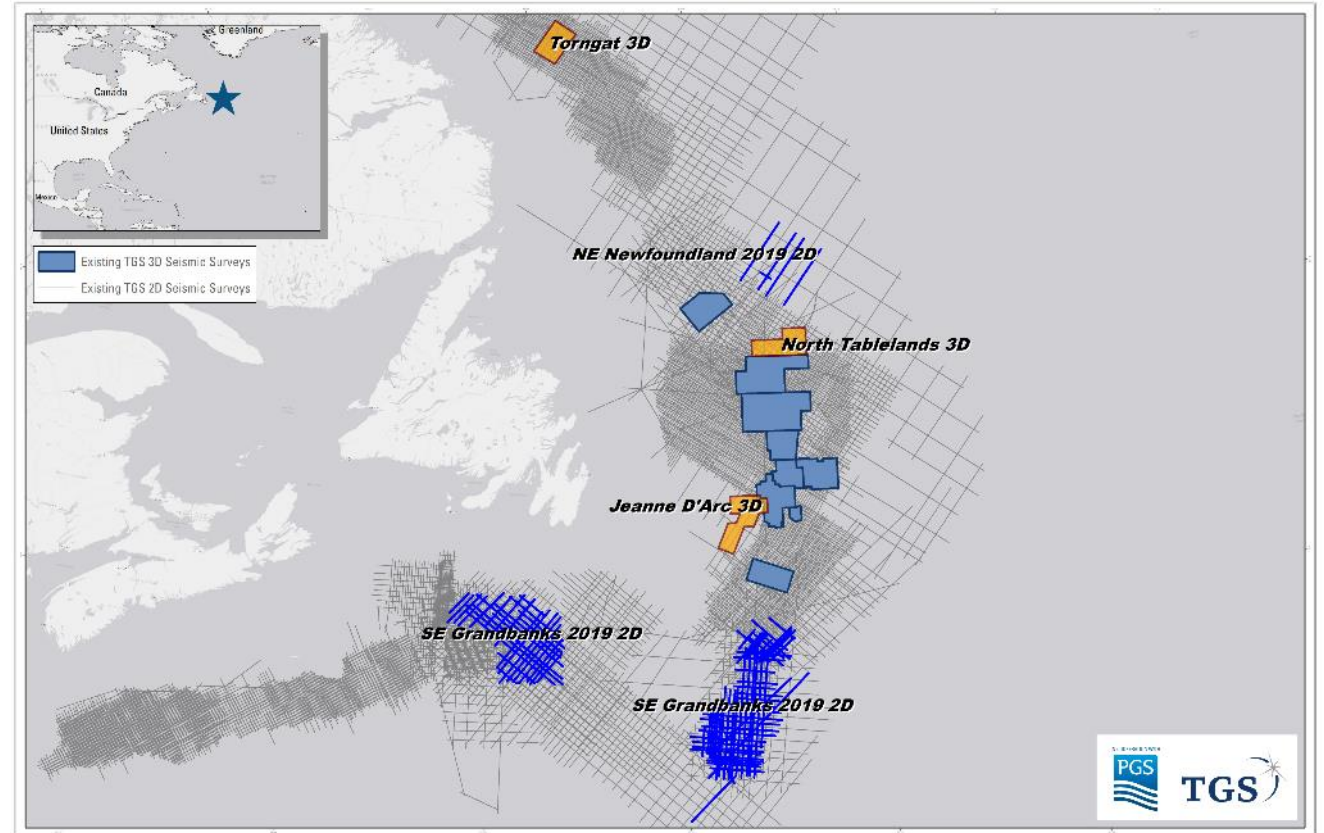 Greenland
Canada
United States
Mexico
Existing TGS 3D Seismic Surveys
Existing TGS 2D Seismic Surveys
Torngat 3D
NE Newfoundland 2019 2D
North Tablelands 3D
Jeanne D'Arc 3D
SE Grandbanks 2019 2D
SE Grandbanks 2019 2D
PGS
TGS